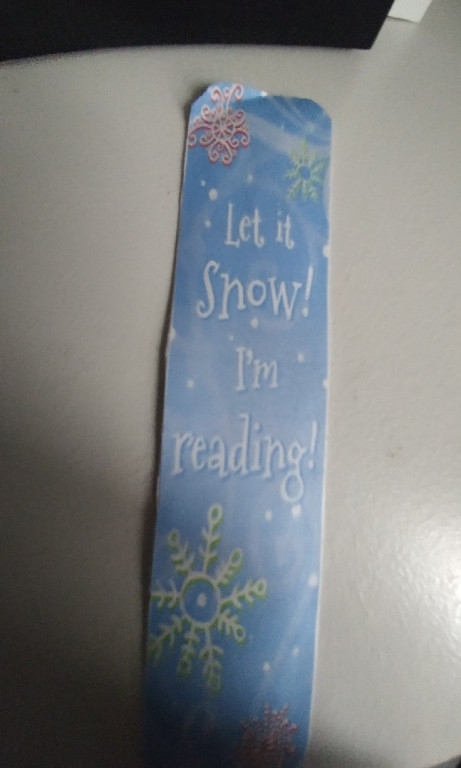 Let it
Snow!
I'm
reading!